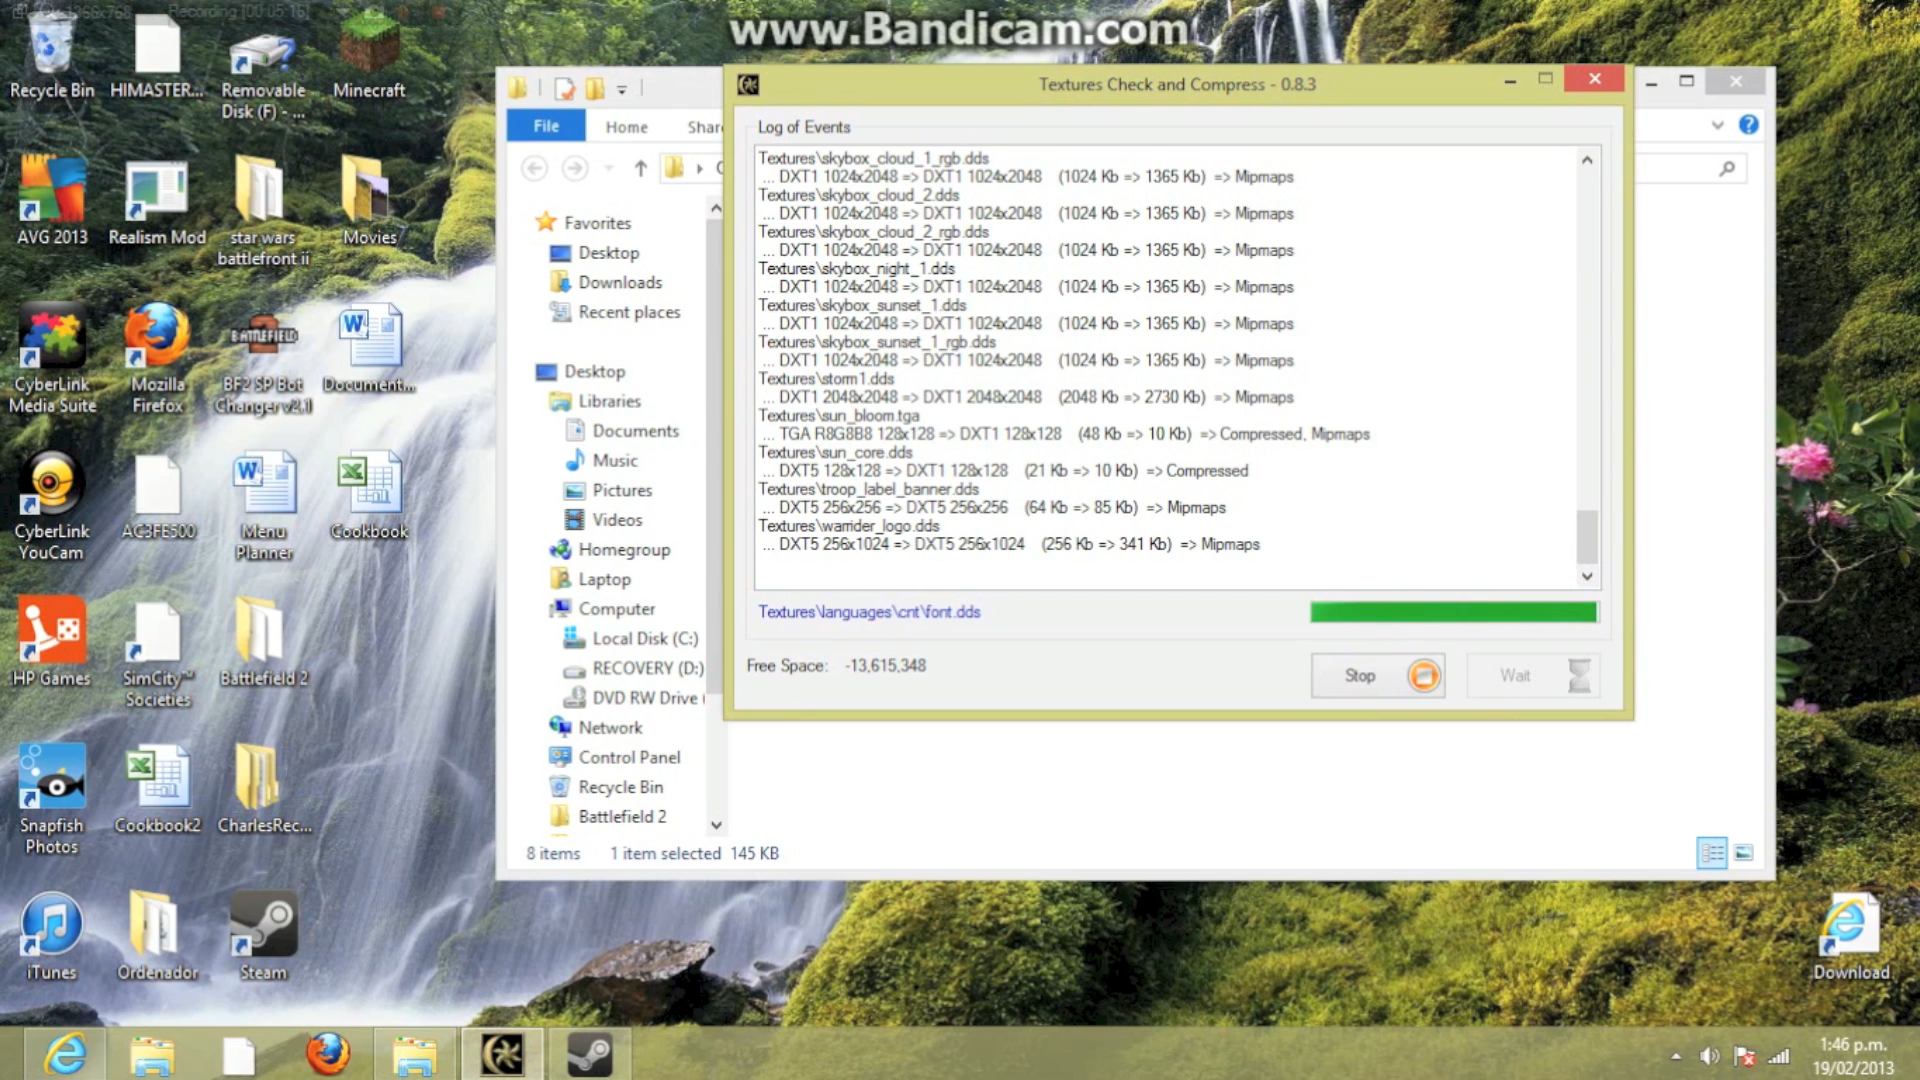 1366x768 Recording [00:05:16]
www.Bandicam.com
Recycle Bin
HIMASTER...
Removable
Disk (F) - ...
Minecraft
AVG 2013
Realism Mod
star wars
battlefront ii
Movies
CyberLink
Media Suite
Mozilla
Firefox
BATTLEFIELD
BF2 SP Bot
Changer v2.1
Document...
CyberLink
YouCam
AC3FE500
Menu
Planner
Cookbook
HP Games
SimCity™
Societies
Battlefield 2
Snapfish
Photos
Cookbook2
CharlesRec...
iTunes
Ordenador
Steam
Download
File
Home
Share
Favorites
Desktop
Downloads
Recent places
Desktop
Libraries
Documents
Music
Pictures
Videos
Homegroup
Laptop
Computer
Local Disk (C:)
RECOVERY (D:)
DVD RW Drive (
Network
Control Panel
Recycle Bin
Battlefield 2
8 items
1 item selected 145 KB
Textures Check and Compress - 0.8.3
Log of Events
Textures\skybox_cloud_1_rgb.dds
... DXT1 1024x2048 => DXT1 1024x2048 (1024 Kb => 1365 Kb) => Mipmaps
Textures\skybox_cloud_2.dds
... DXT1 1024x2048 => DXT1 1024x2048 (1024 Kb => 1365 Kb) => Mipmaps
Textures\skybox_cloud_2_rgb.dds
... DXT1 1024x2048 => DXT1 1024x2048 (1024 Kb => 1365 Kb) => Mipmaps
Textures\skybox_night_1.dds
... DXT1 1024x2048 => DXT1 1024x2048 (1024 Kb => 1365 Kb) => Mipmaps
Textures\skybox_sunset_1.dds
... DXT1 1024x2048 => DXT1 1024x2048 (1024 Kb => 1365 Kb) => Mipmaps
Textures\skybox_sunset_1_rgb.dds
... DXT1 1024x2048 => DXT1 1024x2048 (1024 Kb => 1365 Kb) => Mipmaps
Textures\storm1.dds
... DXT1 2048x2048 => DXT1 2048x2048 (2048 Kb => 2730 Kb) => Mipmaps
Textures\sun_bloom.tga
... TGA R8G8B8 128x128 => DXT1 128x128 (48 Kb => 10 Kb) => Compressed, Mipmaps
Textures\sun_core.dds
... DXT5 128x128 => DXT1 128x128 (21 Kb => 10 Kb) => Compressed
Textures\troop_label_banner.dds
... DXT5 256x256 => DXT5 256x256 (64 Kb => 85 Kb) => Mipmaps
Textures\warrider_logo.dds
... DXT5 256x1024 => DXT5 256x1024 (256 Kb => 341 Kb) => Mipmaps
Textures\languages\cnt\font.dds
Free Space: -13,615,348
Stop
Wait
1:46 p.m.
19/02/2013